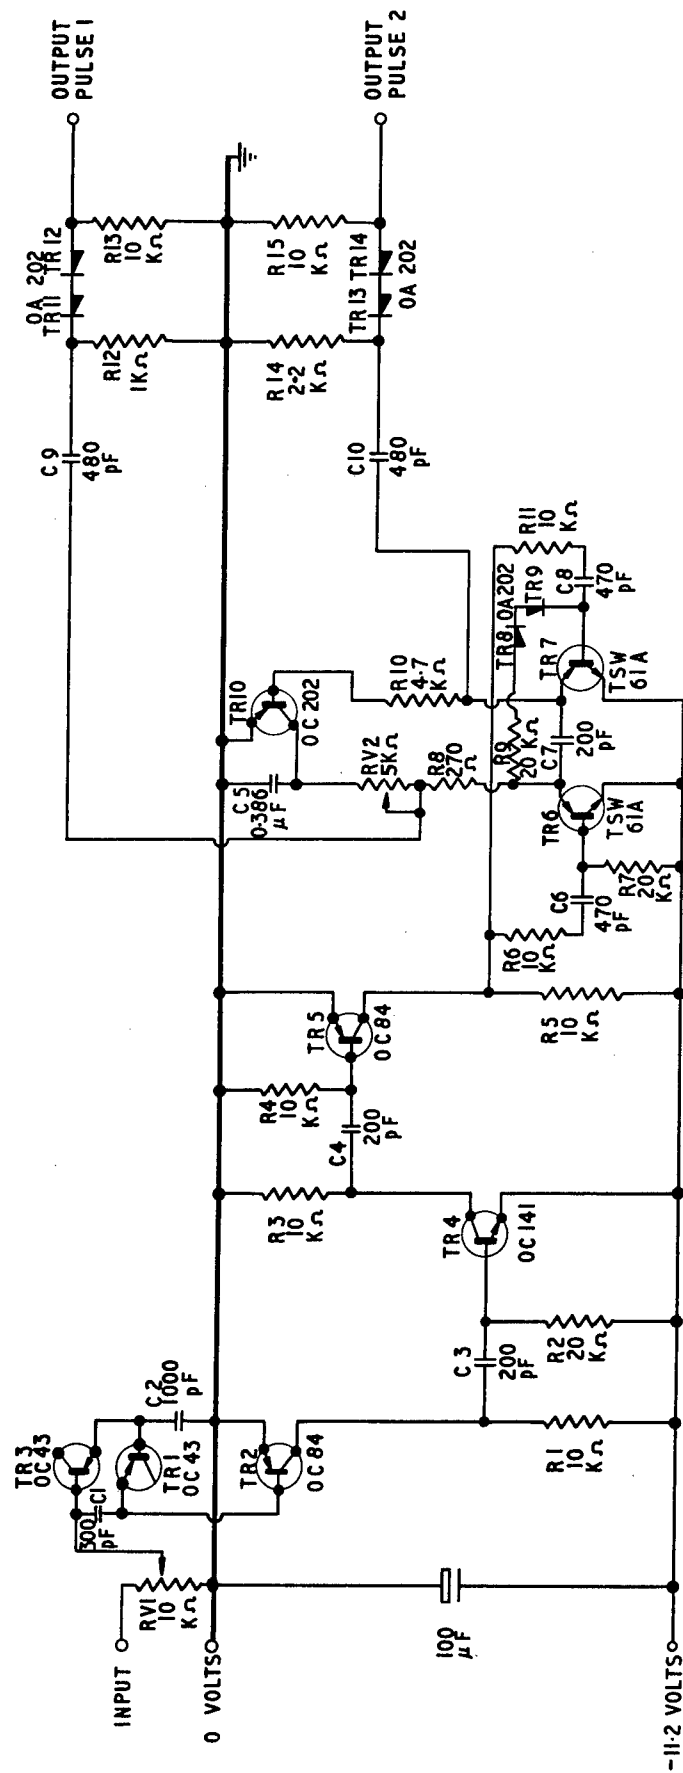 INPUT
0 VOLTS
-11·2 VOLTS
RV1
10
KΩ
100
µF
TR3
OC43
300
pF
C1
TR1
OC43
C2
1000
pF
TR2
OC84
R1
10
KΩ
C3
200
pF
R2
20
KΩ
TR4
OC141
R3
10
KΩ
C4
200
pF
R4
10
KΩ
TR5
OC84
R5
10
KΩ
R6
10
KΩ
C6
470
pF
R7
20
KΩ
TR6
TSW
61A
C5
0·386
µF
RV2
5KΩ
R8
270
Ω
R9
20
KΩ
C7
200
pF
TR10
OC202
R10
4·7
KΩ
TR7
TSW
61A
TR8
OA202
TR9
C8
470
pF
R11
10
KΩ
C9
480
pF
C10
480
pF
R12
1KΩ
R14
2·2
KΩ
OA 202
TR11
TR12
R13
10
KΩ
R15
10
KΩ
TR13
TR14
OA 202
OUTPUT
PULSE 1
OUTPUT
PULSE 2